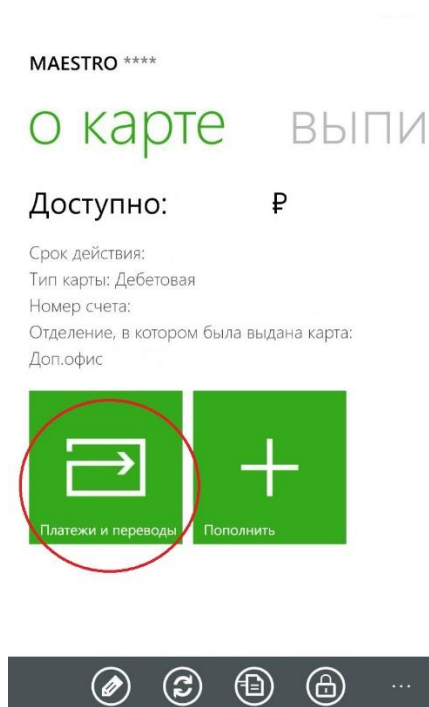 MAESTRO ****
о карте выпи
Доступно: ₽
Срок действия:
Тип карты: Дебетовая
Номер счета:
Отделение, в котором была выдана карта:
Доп.офис
Платежи и переводы Пополнить